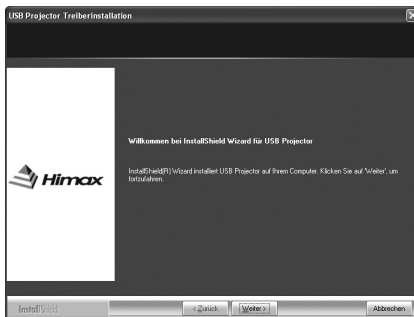 USB Projector Treiberinstallation
Willkommen bei InstallShield Wizard für USB Projector
InstallShield(R) Wizard installiert USB Projector auf Ihrem Computer. Klicken Sie auf 'Weiter', um
fortzufahren.
Himax
InstallShield
< Zurück
Weiter >
Abbrechen